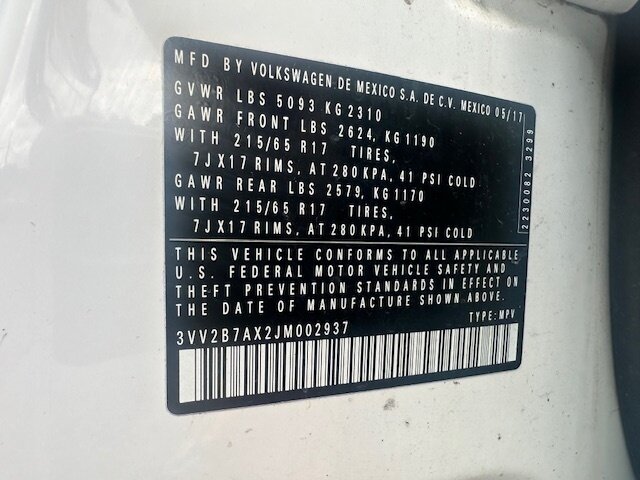 MFD BY VOLKSWAGEN DE MEXICO S.A. DE C.V. MEXICO 05/17
GVWR LBS 5093 KG 2310
GAWR FRONT LBS 2624, KG 1190
WITH 215/65 R17 TIRES,
7JX17 RIMS, AT 280 KPA, 41 PSI COLD
GAWR REAR LBS 2579, KG 1170
WITH 215/65 R17 TIRES,
7JX17 RIMS, AT 280 KPA, 41 PSI COLD
2230082 3299
THIS VEHICLE CONFORMS TO ALL APPLICABLE
U.S. FEDERAL MOTOR VEHICLE SAFETY AND
THEFT PREVENTION STANDARDS IN EFFECT ON
THE DATE OF MANUFACTURE SHOWN ABOVE.
3VV2B7AX2JM002937 TYPE: MPV